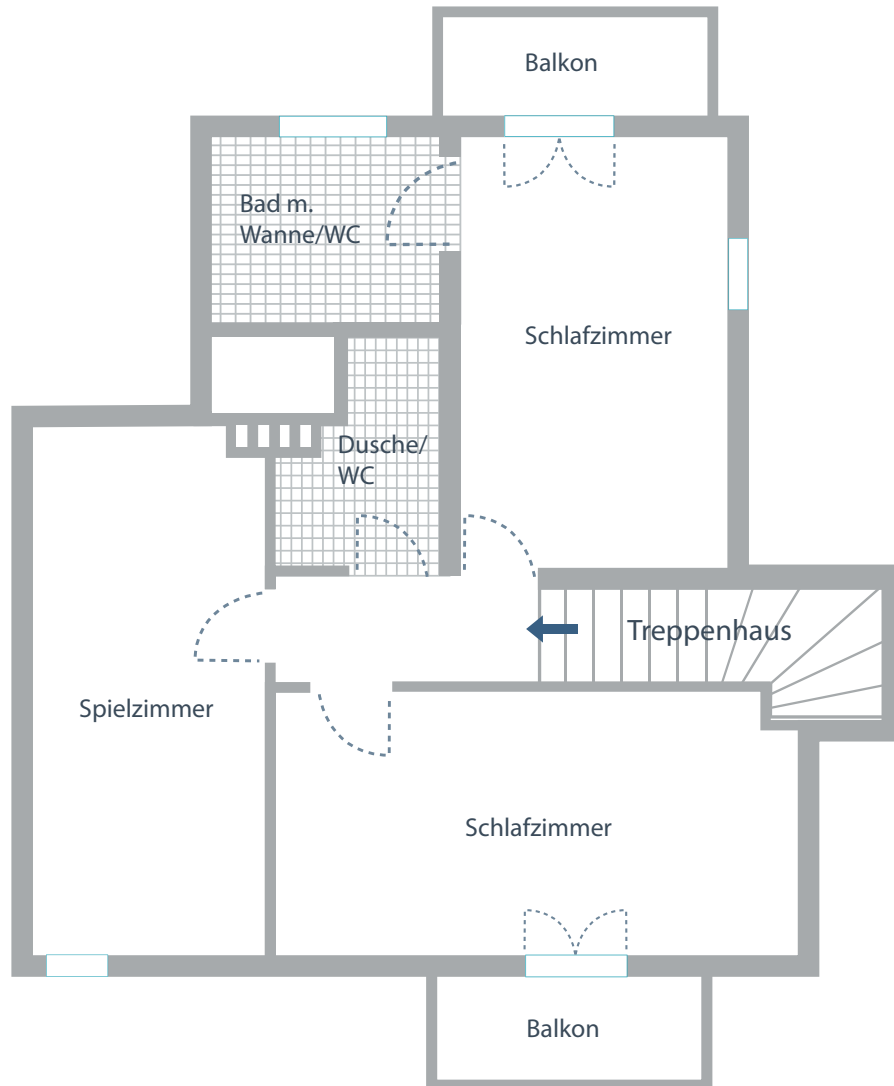 Balkon
Bad m.
Wanne/WC
Schlafzimmer
Dusche/
WC
Treppenhaus
Spielzimmer
Schlafzimmer
Balkon